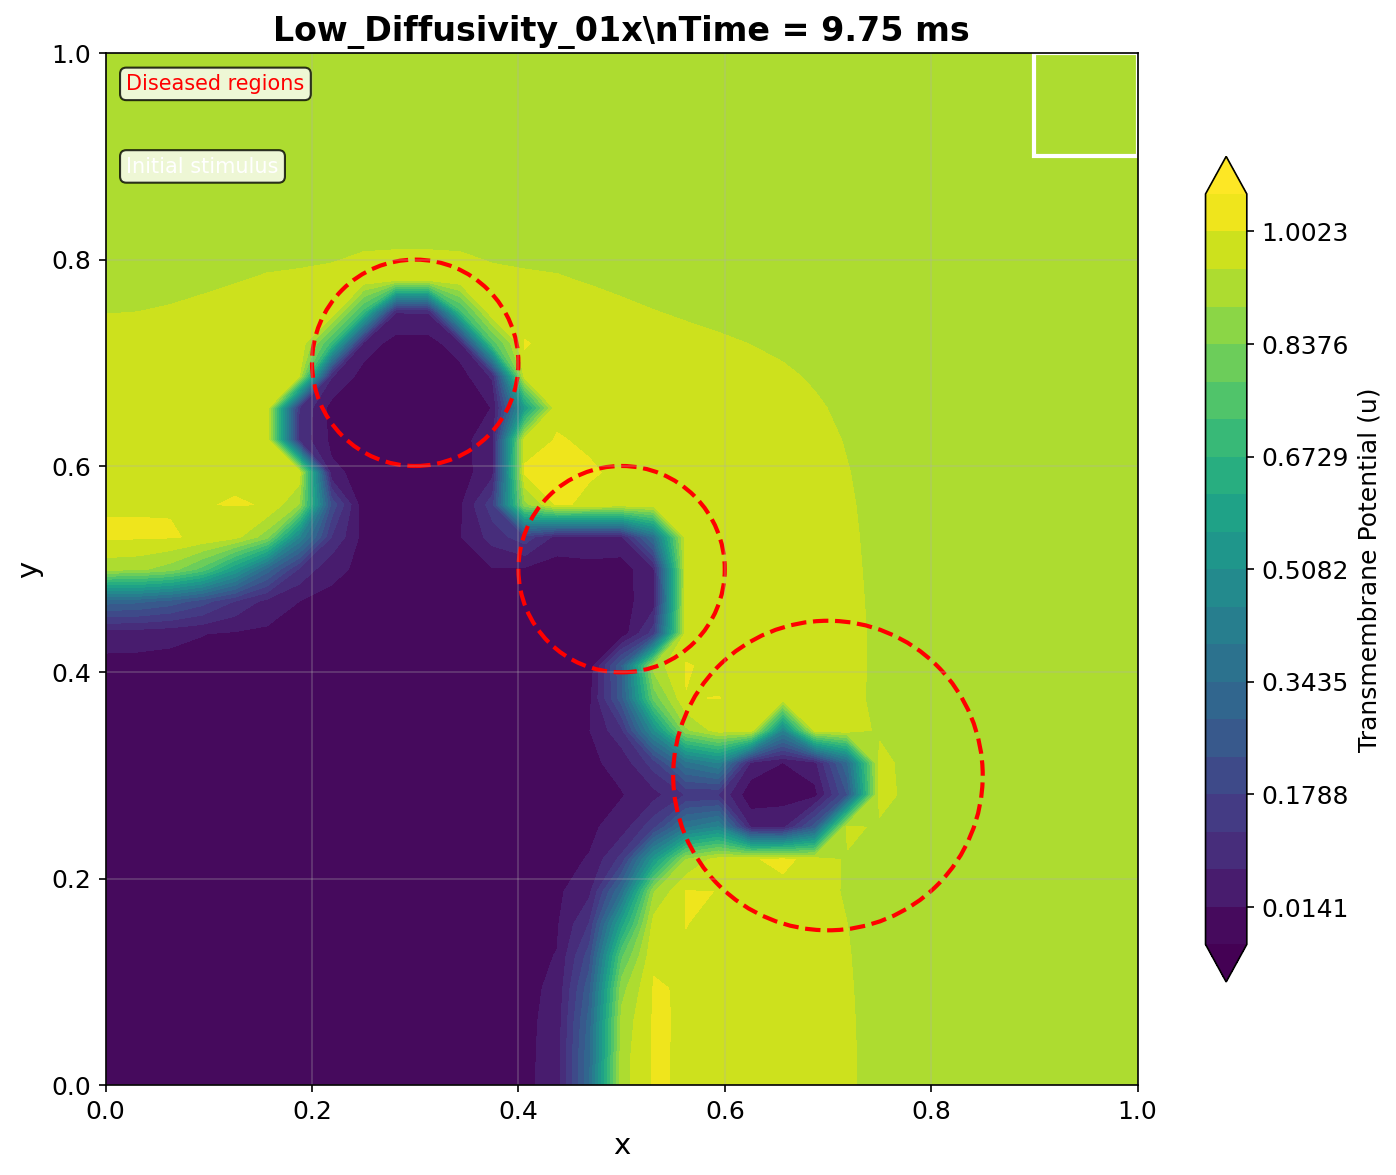 Low_Diffusivity_01x\nTime = 9.75 ms
Diseased regions
Initial stimulus
1.0
0.8
0.6
0.4
0.2
0.0
y
0.0 0.2 0.4 0.6 0.8 1.0
x
1.0023
0.8376
0.6729
0.5082
0.3435
0.1788
0.0141
Transmembrane Potential (u)